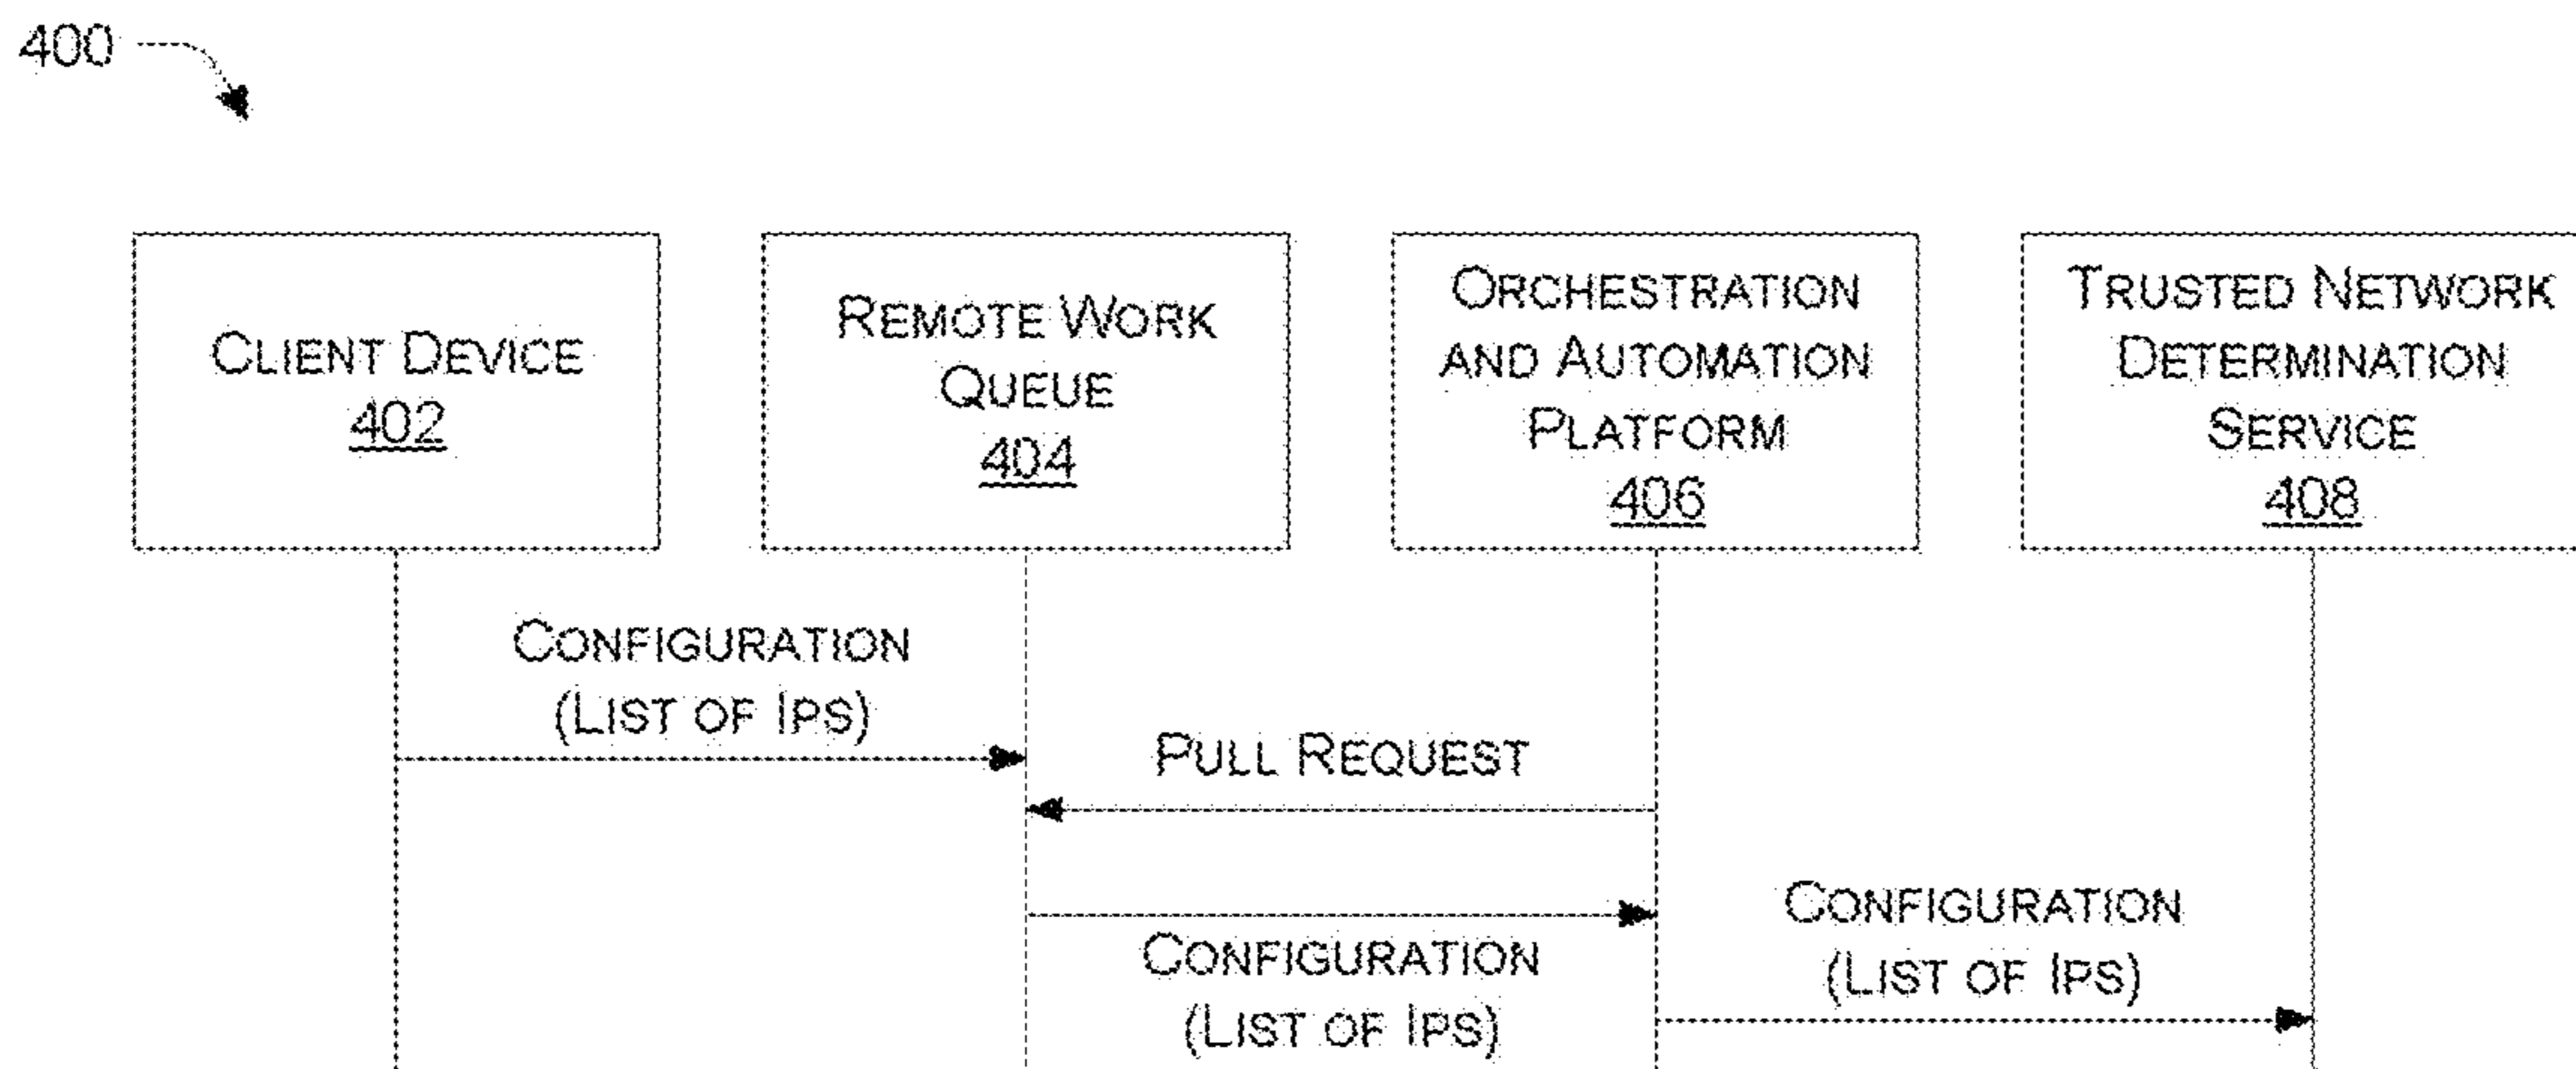 400
CLIENT DEVICE
402
REMOTE WORK
QUEUE
404
ORCHESTRATION
AND AUTOMATION
PLATFORM
406
TRUSTED NETWORK
DETERMINATION
SERVICE
408
CONFIGURATION
(LIST OF IPS)
PULL REQUEST
CONFIGURATION
(LIST OF IPS)
CONFIGURATION
(LIST OF IPS)